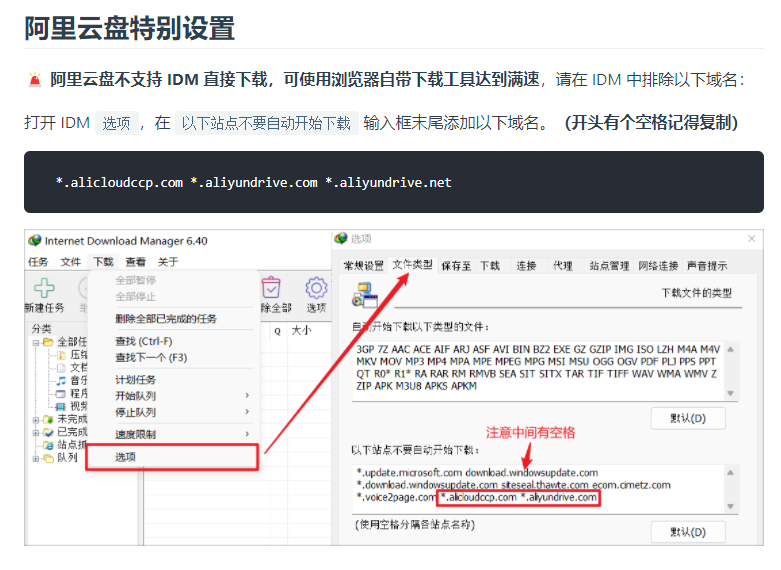 阿里云盘特别设置
🚨 阿里云盘不支持 IDM 直接下载，可使用浏览器自带下载工具达到满速，请在 IDM 中排除以下域名：
打开 IDM 选项 ，在 以下站点不要自动开始下载 输入框末尾添加以下域名。（开头有个空格记得复制）
*.alicloudccp.com *.aliyundrive.com *.aliyundrive.net
Internet Download Manager 6.40
任务 文件 下载 查看 关于
全部暂停
全部停止
删除全部已完成的任务
查找 (Ctrl-F)
查找下一个 (F3)
计划任务
开始队列
停止队列
速度限制
选项
新建任务
除全部 选项
分类
Q 大小
全部任
压缩
文档
音乐
程序
视频
未完成
已完成
站点抓
队列
选项
常规设置 文件类型 保存至 下载 连接 代理 站点管理 网络连接 声音提示
下载文件的类型
自动开始下载以下类型的文件：
3GP 7Z AAC ACE AIF ARJ ASF AVI BIN BZ2 EXE GZ GZIP IMG ISO LZH M4A M4V
MKV MOV MP3 MP4 MPA MPE MPEG MPG MSI MSU OGG OGV PDF PLJ PPS PPT
QT R0* R1* RA RAR RM RMVB SEA SIT SITX TAR TIF TIFF WAV WMA WMV Z
ZIP APK M3U8 APKS APKM
默认(D)
注意中间有空格
以下站点不要自动开始下载：
*.update.microsoft.com download.windowsupdate.com
*.download.windowsupdate.com siteseal.thawte.com ecom.cimetz.com
*.voice2page.com *.alicloudccp.com *.aliyundrive.com
(使用空格分隔各站点名称)
默认(D)